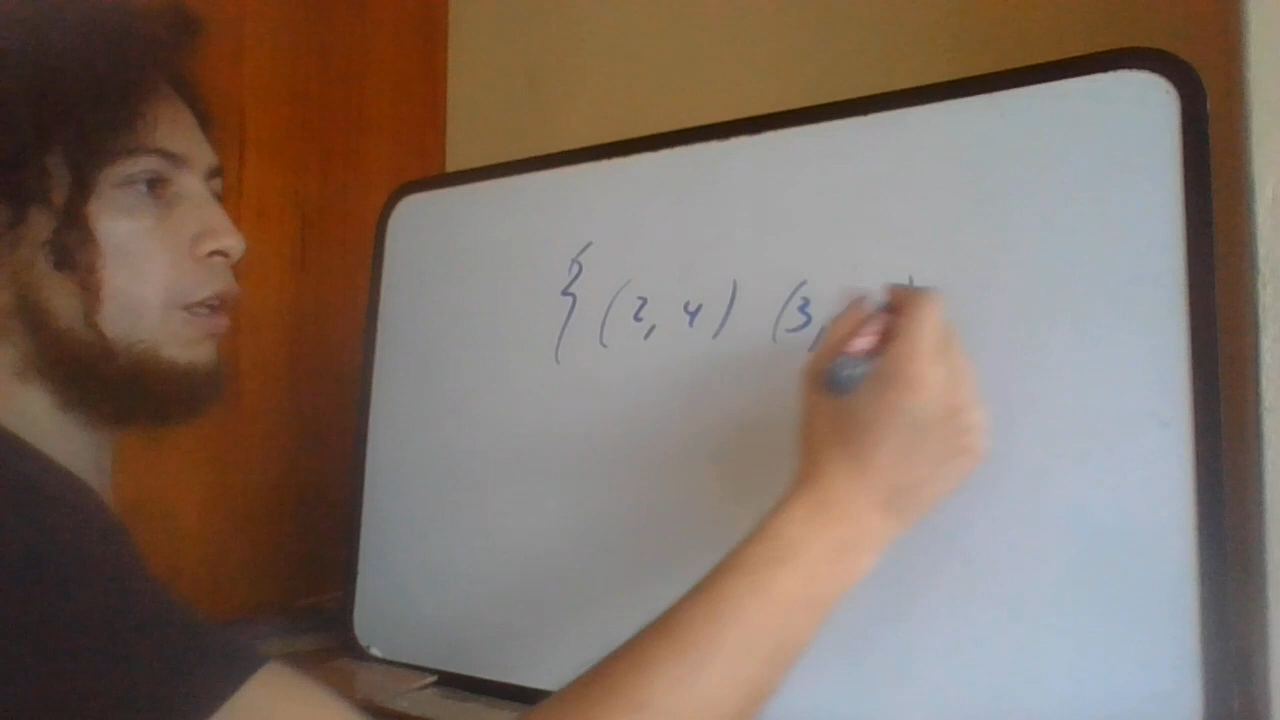 { (2, 4) (3,